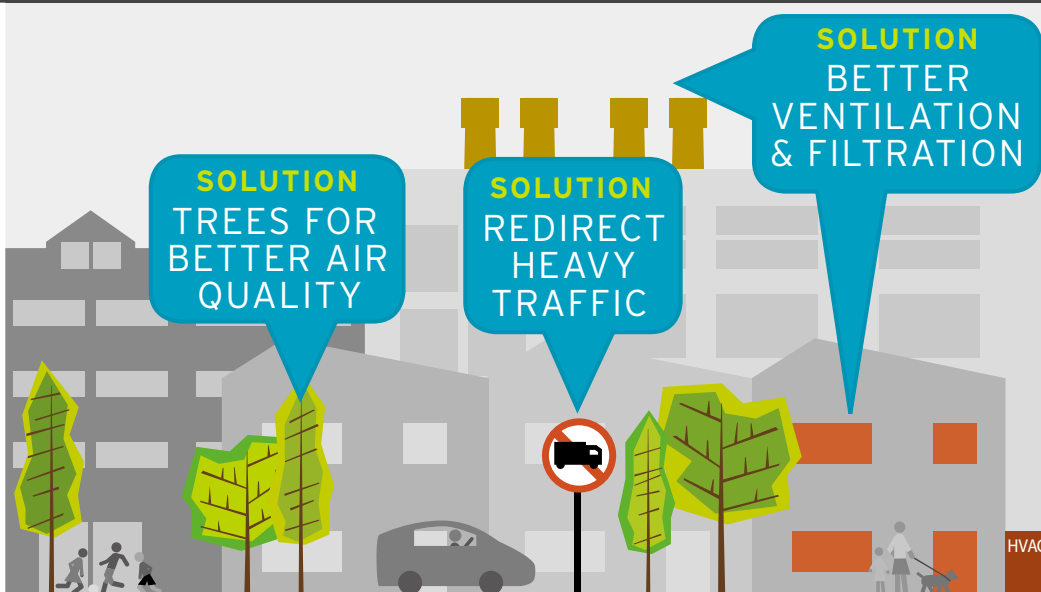 SOLUTION
TREES FOR
BETTER AIR
QUALITY
SOLUTION
REDIRECT
HEAVY
TRAFFIC
SOLUTION
BETTER
VENTILATION
& FILTRATION
HVAC